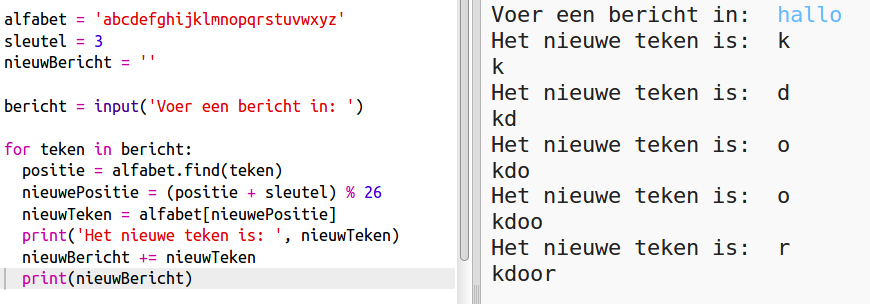 alfabet = 'abcdefghijklmnopqrstuvwxyz'
sleutel = 3
nieuwBericht = ''

bericht = input('Voer een bericht in: ')

for teken in bericht:
  positie = alfabet.find(teken)
  nieuwePositie = (positie + sleutel) % 26
  nieuwTeken = alfabet[nieuwePositie]
  print('Het nieuwe teken is: ', nieuwTeken)
  nieuwBericht += nieuwTeken
  print(nieuwBericht)
Voer een bericht in:  hallo
Het nieuwe teken is:  k
k
Het nieuwe teken is:  d
kd
Het nieuwe teken is:  o
kdo
Het nieuwe teken is:  o
kdoo
Het nieuwe teken is:  r
kdoor